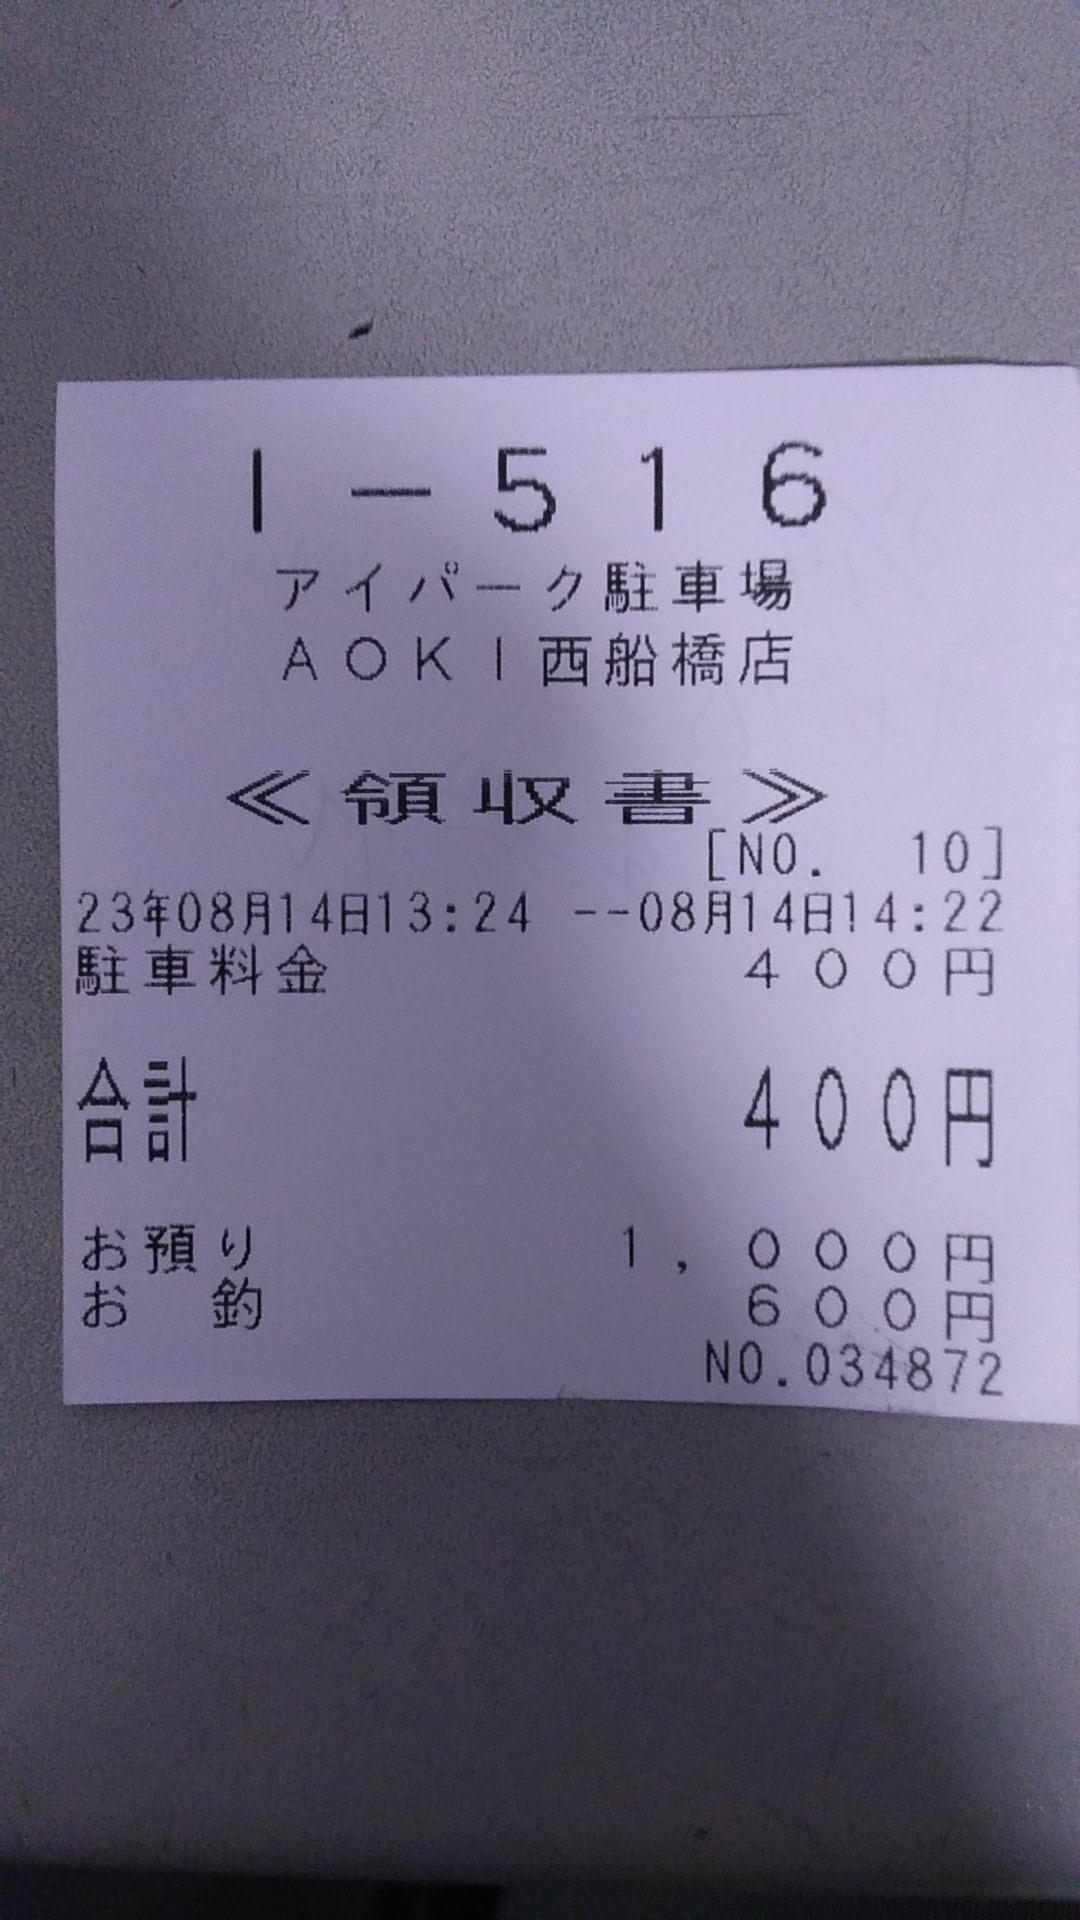 I－５１６
アイパーク駐車場
ＡＯＫＩ西船橋店
≪領収書≫
[NO.  10]
23年08月14日13:24 --08月14日14:22
駐車料金 ４００円
合計 ４００円
お預り １，０００円
お　釣 ６００円
NO.034872